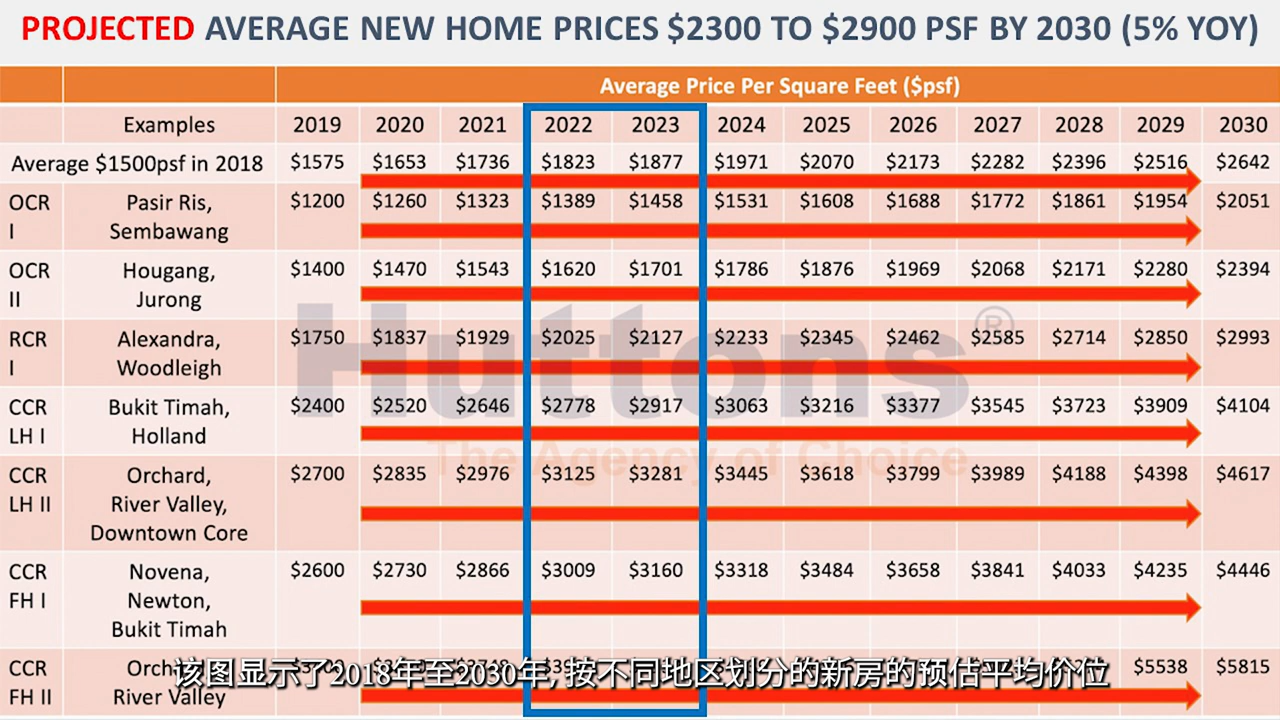 PROJECTED AVERAGE NEW HOME PRICES $2300 TO $2900 PSF BY 2030 (5% YOY)
Average Price Per Square Feet ($psf)
Examples 2019 2020 2021 2022 2023 2024 2025 2026 2027 2028 2029 2030
Average $1500psf in 2018 $1575 $1653 $1736 $1823 $1877 $1971 $2070 $2173 $2282 $2396 $2516 $2642
OCR Pasir Ris, $1200 $1260 $1323 $1389 $1458 $1531 $1608 $1688 $1772 $1861 $1954 $2051
I Sembawang
OCR Hougang, $1400 $1470 $1543 $1620 $1701 $1786 $1876 $1969 $2068 $2171 $2280 $2394
II Jurong
Huttons®
RCR Alexandra, $1750 $1837 $1929 $2025 $2127 $2233 $2345 $2462 $2585 $2714 $2850 $2993
I Woodleigh
CCR Bukit Timah, $2400 $2520 $2646 $2778 $2917 $3063 $3216 $3377 $3545 $3723 $3909 $4104
LH I Holland
The Agency of Choice
CCR Orchard, $2700 $2835 $2976 $3125 $3281 $3445 $3618 $3799 $3989 $4188 $4398 $4617
LH II River Valley,
Downtown Core
CCR Novena, $2600 $2730 $2866 $3009 $3160 $3318 $3484 $3658 $3841 $4033 $4235 $4446
FH I Newton,
Bukit Timah
CCR $5538 $5815
FH II River Valley
该图显示了2018年至2030年, 按不同地区划分的新房的预估平均价位